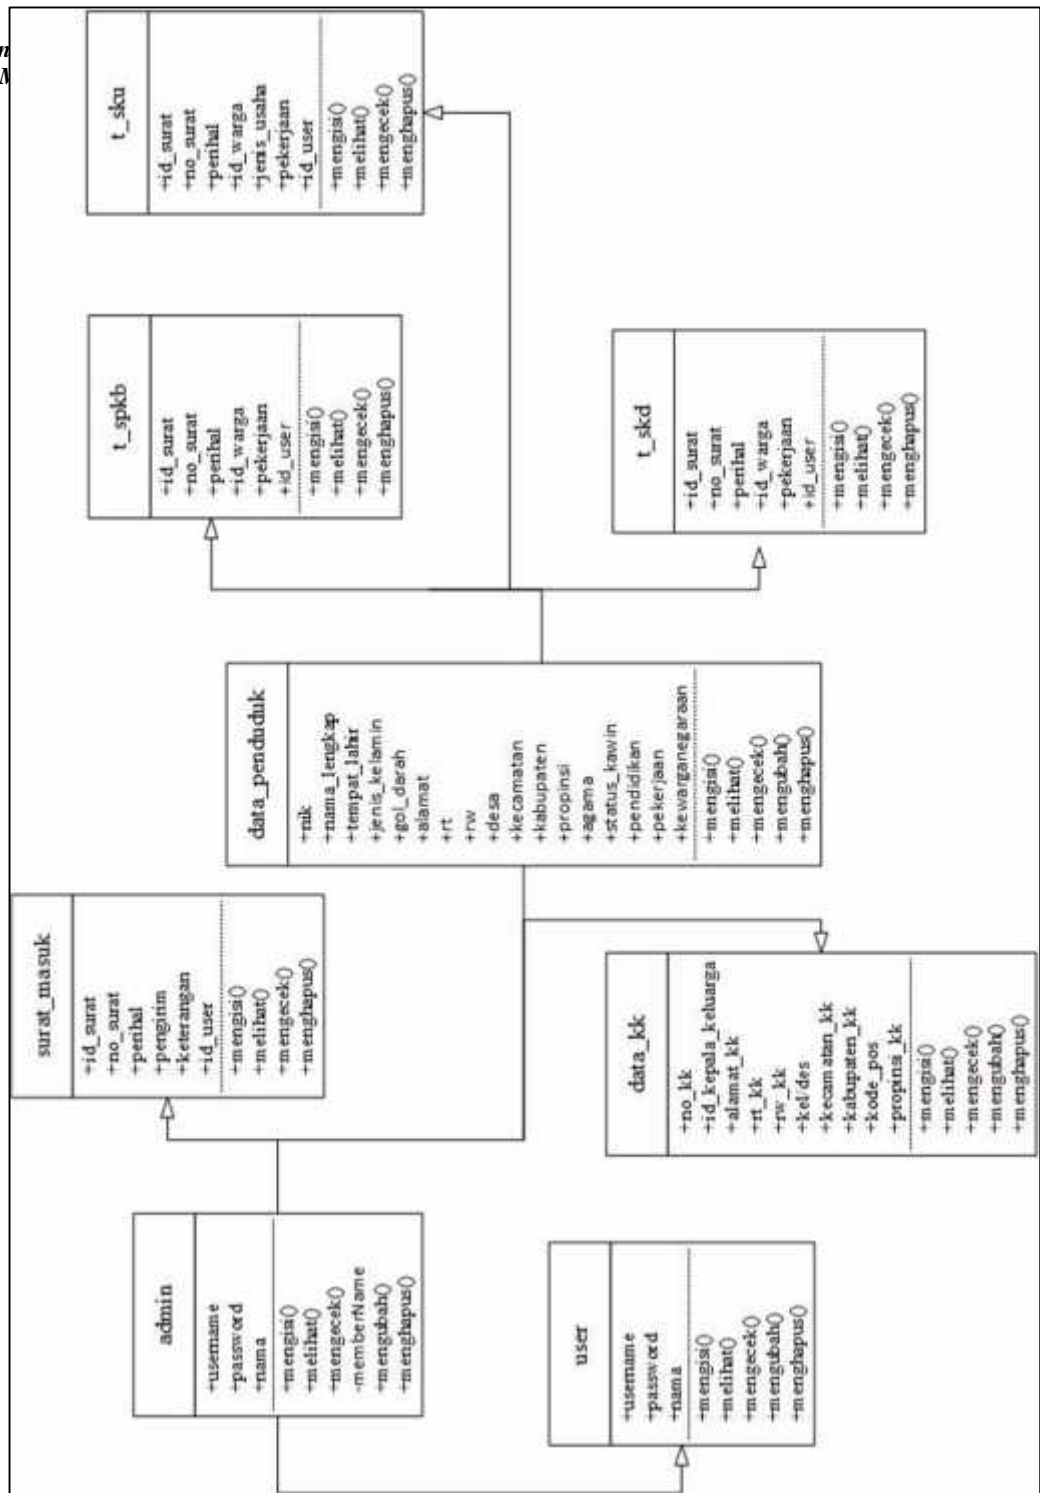 admin
+username
+password
+nama
+mengisi()
+melihat()
+mengecek()
-memberName
+mengubah()
+menghapus()
surat_masuk
+id_surat
+no_surat
+perihal
+pengirim
+keterangan
+id_user
+mengisi()
+melihat()
+mengecek()
+menghapus()
data_penduduk
+nik
+nama_lengkap
+tempat_lahir
+jenis_kelamin
+gol_darah
+alamat
+rt
+rw
+desa
+kecamatan
+kabupaten
+propinsi
+agama
+status_kawin
+pendidikan
+pekerjaan
+kewarganegaraan
+mengisi()
+melihat()
+mengecek()
+mengubah()
+menghapus()
t_spkb
+id_surat
+no_surat
+perihal
+id_warga
+pekerjaan
+id_user
+mengisi()
+melihat()
+mengecek()
+menghapus()
t_sku
+id_surat
+no_surat
+perihal
+id_warga
+jenis_usaha
+pekerjaan
+id_user
+mengisi()
+melihat()
+mengecek()
+menghapus()
user
+username
+password
+nama
+mengisi()
+melihat()
+mengecek()
+mengubah()
+menghapus()
data_kk
+no_kk
+id_kepala_keluarga
+alamat_kk
+rt_kk
+rw_kk
+kel/des
+kecamatan_kk
+kabupaten_kk
+kode_pos
+propinsi_kk
+mengisi()
+melihat()
+mengecek()
+mengubah()
+menghapus()
t_skd
+id_surat
+no_surat
+perihal
+id_warga
+pekerjaan
+id_user
+mengisi()
+melihat()
+mengecek()
+menghapus()